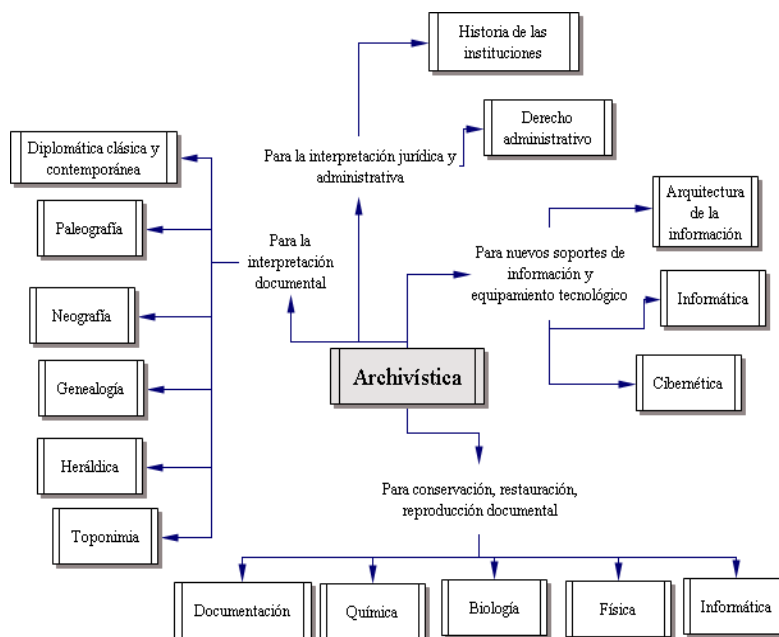 Historia de las
instituciones
Derecho
administrativo
Para la interpretación jurídica y
administrativa
Diplomática clásica y
contemporánea
Paleografía
Neografía
Genealogía
Heráldica
Toponimia
Para la
interpretación
documental
Arquitectura
de la
información
Para nuevos soportes de
información y
equipamiento tecnológico
Informática
Cibernética
Archivística
Para conservación, restauración,
reproducción documental
Documentación
Química
Biología
Física
Informática